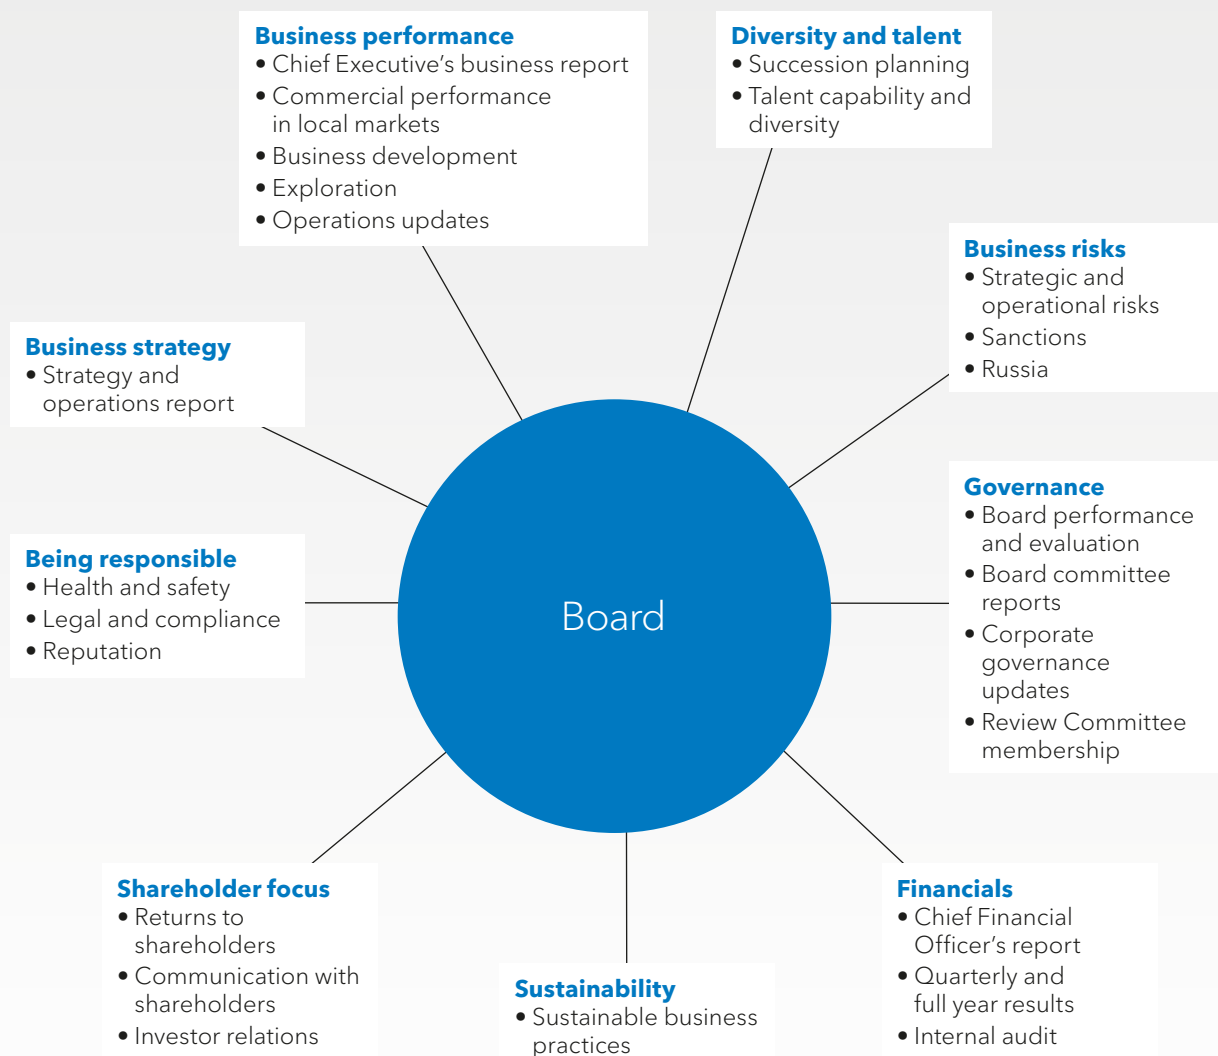 Business performance
• Chief Executive's business report
• Commercial performance
in local markets
• Business development
• Exploration
• Operations updates
Diversity and talent
• Succession planning
• Talent capability and
diversity
Business risks
• Strategic and
operational risks
• Sanctions
• Russia
Business strategy
• Strategy and
operations report
Governance
• Board performance
and evaluation
• Board committee
reports
• Corporate
governance
updates
• Review Committee
membership
Being responsible
• Health and safety
• Legal and compliance
• Reputation
Board
Shareholder focus
• Returns to
shareholders
• Communication with
shareholders
• Investor relations
Sustainability
• Sustainable business
practices
Financials
• Chief Financial
Officer's report
• Quarterly and
full year results
• Internal audit